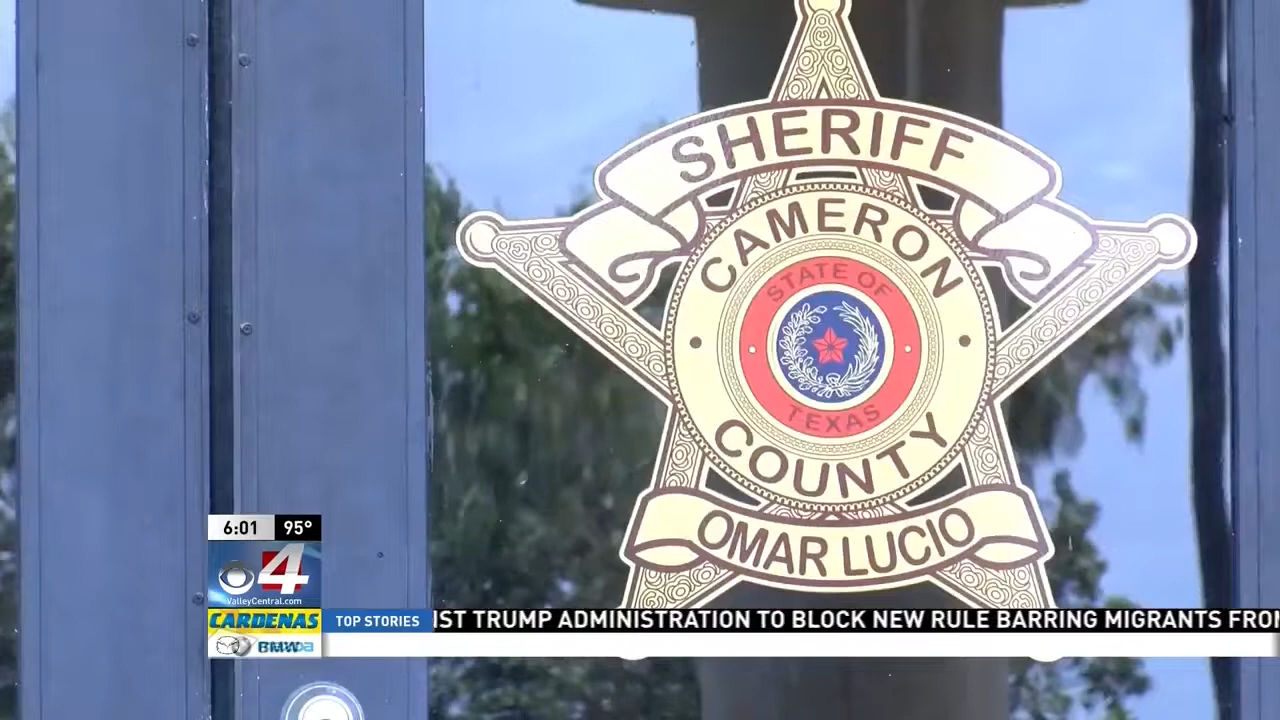 SHERIFF
CAMERON
STATE OF
TEXAS
COUNTY
OMAR LUCIO
6:01 95°
4
ValleyCentral.com
CARDENAS
TOP STORIES IST TRUMP ADMINISTRATION TO BLOCK NEW RULE BARRING MIGRANTS FRO
BMW